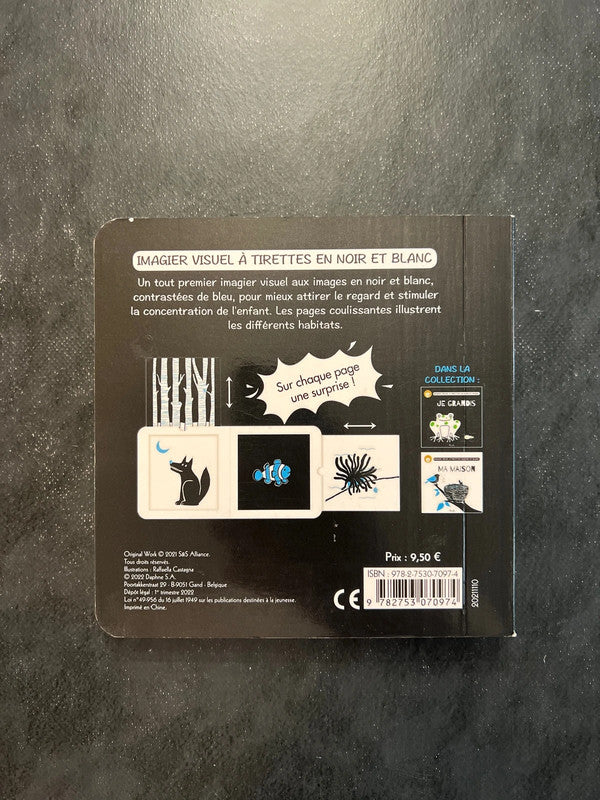 IMAGIER VISUEL À TIRETTES EN NOIR ET BLANC
Un tout premier imagier visuel aux images en noir et blanc,
contrastées de bleu, pour mieux attirer le regard et stimuler
la concentration de l'enfant. Les pages coulissantes illustrent
les différents habitats.
Sur chaque page
une surprise !
DANS LA
COLLECTION :
JE GRANDIS
MA MAISON
Original Work © 2021 S&S Alliance.
Tous droits réservés.
Illustrations : Raffaella Castagna
© 2022 Daphne S.A.
Poortakkerstraat 29 - B-9051 Gand - Belgique
Dépôt légal : 1er trimestre 2022
Loi n°49-956 du 16 juillet 1949 sur les publications destinées à la jeunesse.
Imprimé en Chine.
Prix : 9,50 €
ISBN : 978-2-7530-7097-4
CE
9 782753 070974
20211110